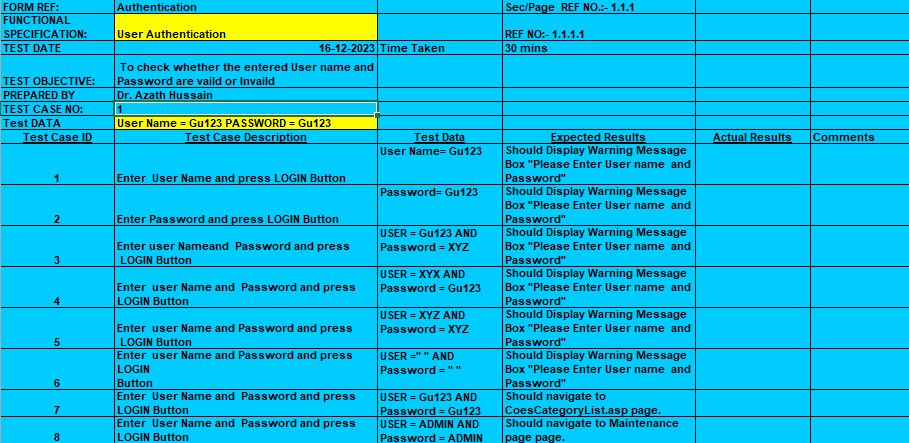 FORM REF: Authentication Sec/Page REF NO.:- 1.1.1
FUNCTIONAL
SPECIFICATION: User Authentication REF NO:- 1.1.1.1
TEST DATE 16-12-2023 Time Taken 30 mins
To check whether the entered User name and
TEST OBJECTIVE: Password are vaild or Invaild
PREPARED BY Dr. Azath Hussain
TEST CASE NO: 1
Test DATA User Name = Gu123 PASSWORD = Gu123
Test Case ID Test Case Description Test Data Expected Results Actual Results Comments
User Name= Gu123 Should Display Warning Message
Box "Please Enter User name and
1 Enter User Name and press LOGIN Button Password"
Password= Gu123 Should Display Warning Message
Box "Please Enter User name and
2 Enter Password and press LOGIN Button Password"
USER = Gu123 AND Should Display Warning Message
Enter user Nameand Password and press Password = XYZ Box "Please Enter User name and
3 LOGIN Button Password"
USER = XYX AND Should Display Warning Message
Enter user Name and Password and press Password = Gu123 Box "Please Enter User name and
4 LOGIN Button Password"
USER = XYZ AND Should Display Warning Message
Enter user Name and Password and press Password = XYZ Box "Please Enter User name and
5 LOGIN Button Password"
Enter user Name and Password and press USER =" " AND Should Display Warning Message
LOGIN Password = " " Box "Please Enter User name and
6 Button Password"
Enter User Name and Password and press USER = Gu123 AND Should navigate to
7 LOGIN Button Password = Gu123 CoesCategoryList.asp page.
Enter User Name and Password and press USER = ADMIN AND Should navigate to Maintenance
8 LOGIN Button Password = ADMIN page page.